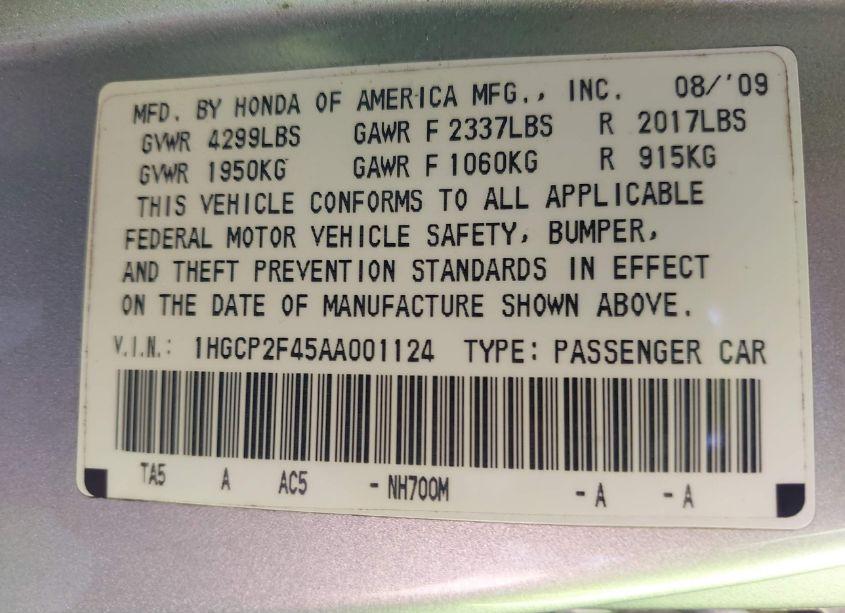 MFD. BY HONDA OF AMERICA MFG., INC. 08/'09
GVWR 4299LBS GAWR F 2337LBS R 2017LBS
GVWR 1950KG GAWR F 1060KG R 915KG
THIS VEHICLE CONFORMS TO ALL APPLICABLE
FEDERAL MOTOR VEHICLE SAFETY, BUMPER,
AND THEFT PREVENTION STANDARDS IN EFFECT
ON THE DATE OF MANUFACTURE SHOWN ABOVE.
V.I.N.: 1HGCP2F45AA001124 TYPE: PASSENGER CAR
TA5 A AC5 - NH700M - A - A